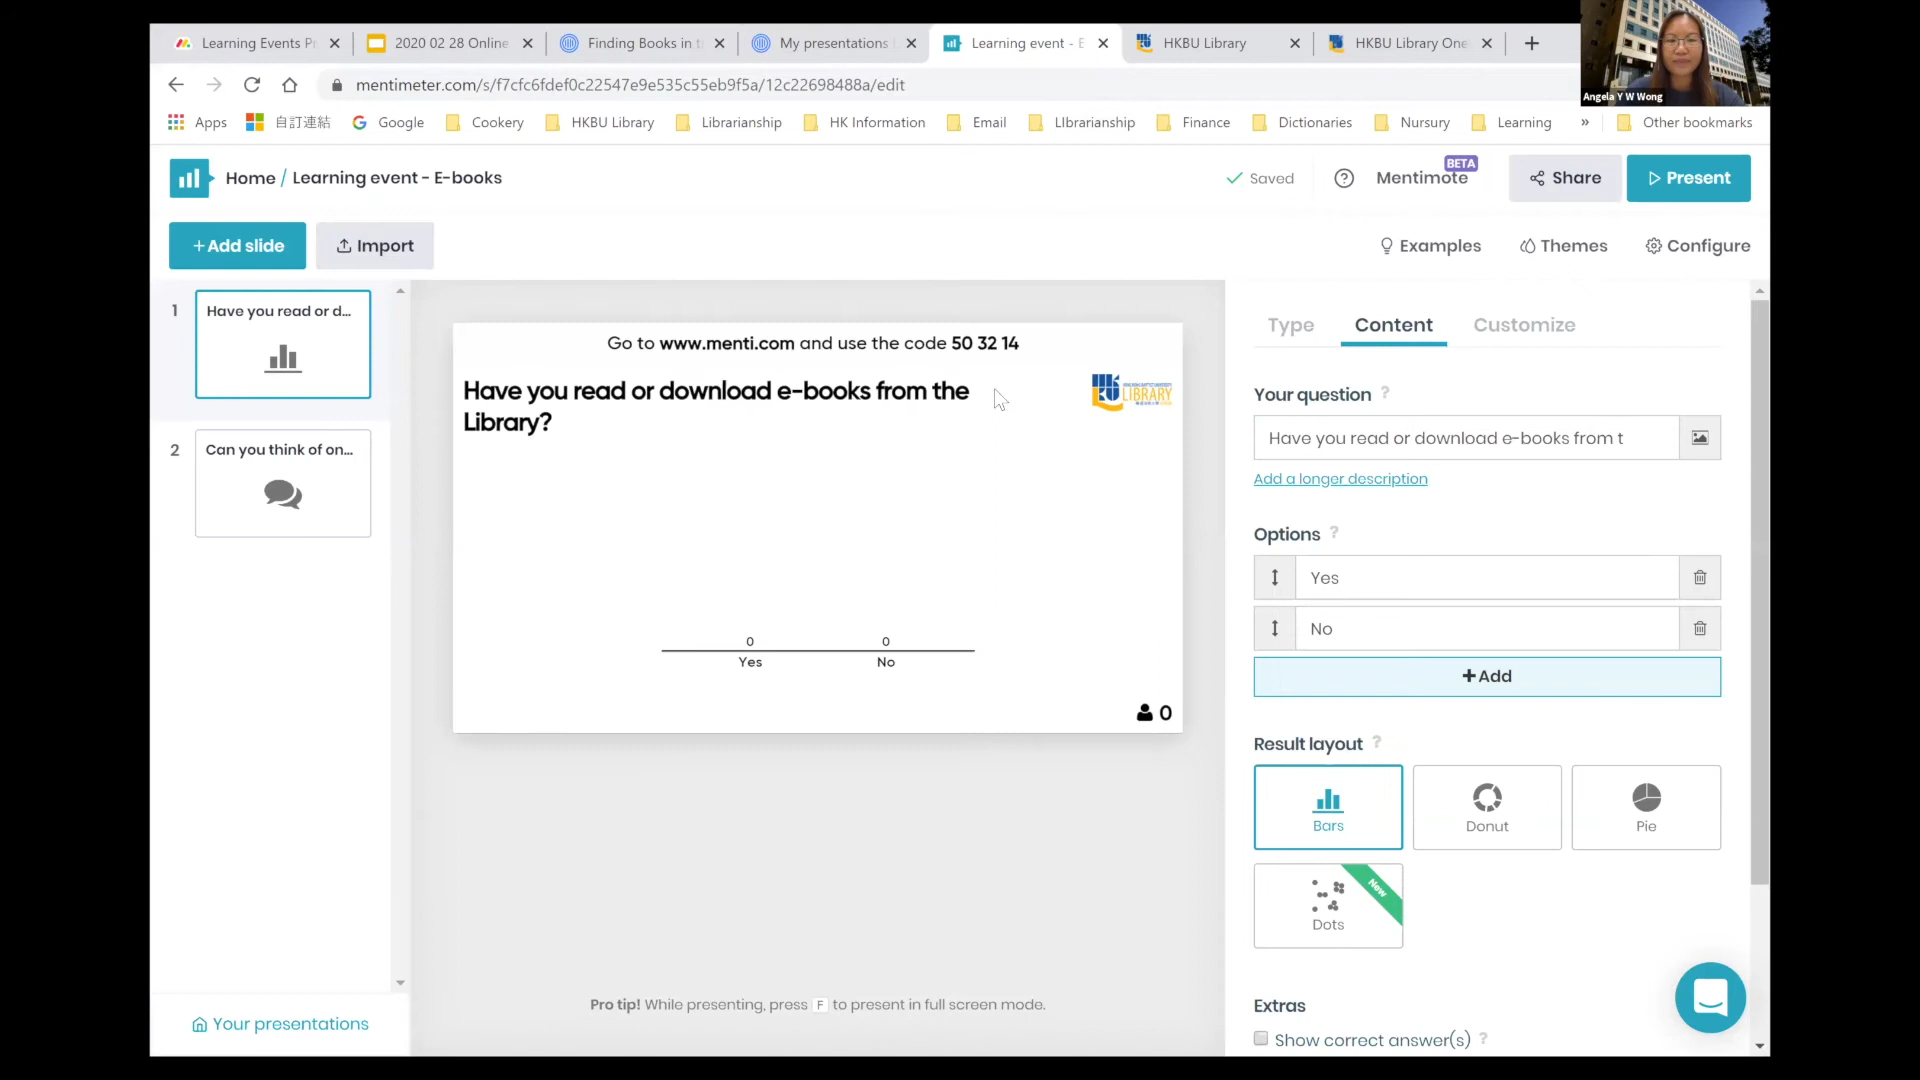 Learning Events Pr
2020 02 28 Online
Finding Books in t
My presentations
Learning event - E
HKBU Library
HKBU Library One
Angela Y W Wong
mentimeter.com/s/f7cfc6fdef0c22547e9e535c55eb9f5a/12c22698488a/edit
Apps
自訂連結
Google
Cookery
HKBU Library
Librarianship
HK Information
Email
LIbrarianship
Finance
Dictionaries
Nursury
Learning
»
Other bookmarks
Home / Learning event - E-books
Saved
Mentimote
BETA
Share
Present
+Add slide
Import
Examples
Themes
Configure
1
Have you read or d...
2
Can you think of on...
Your presentations
Go to www.menti.com and use the code 50 32 14
Have you read or download e-books from the
Library?
LIBRARY
0
0
Yes
No
0
Pro tip! While presenting, press F to present in full screen mode.
Type
Content
Customize
Your question ?
Have you read or download e-books from t
Add a longer description
Options ?
Yes
No
+Add
Result layout ?
Bars
Donut
Pie
Dots
New
Extras
Show correct answer(s) ?